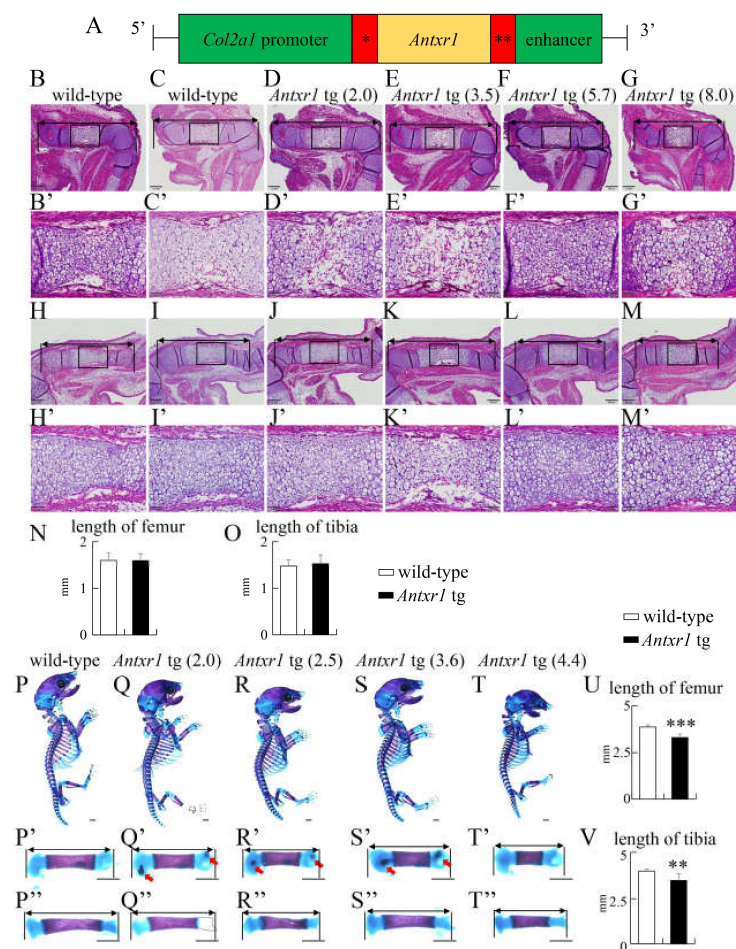 A 5’ Col2a1 promoter * Antxr1 ** enhancer 3’
B C D E F G
wild-type wild-type Antxr1 tg (2.0) Antxr1 tg (3.5) Antxr1 tg (5.7) Antxr1 tg (8.0)
B’ C’ D’ E’ F’ G’
H I J K L M
H’ I’ J’ K’ L’ M’
N length of femur O length of tibia
2 2
1 1
0 0
mm mm
wild-type
Antxr1 tg
wild-type
Antxr1 tg
wild-type Antxr1 tg (2.0) Antxr1 tg (2.5) Antxr1 tg (3.6) Antxr1 tg (4.4)
P Q R S T U
length of femur
5
***
2.5
0
mm
P’ Q’ R’ S’ T’ V
length of tibia
5
**
2.5
0
mm
P’’ Q’’ R’’ S’’ T’’